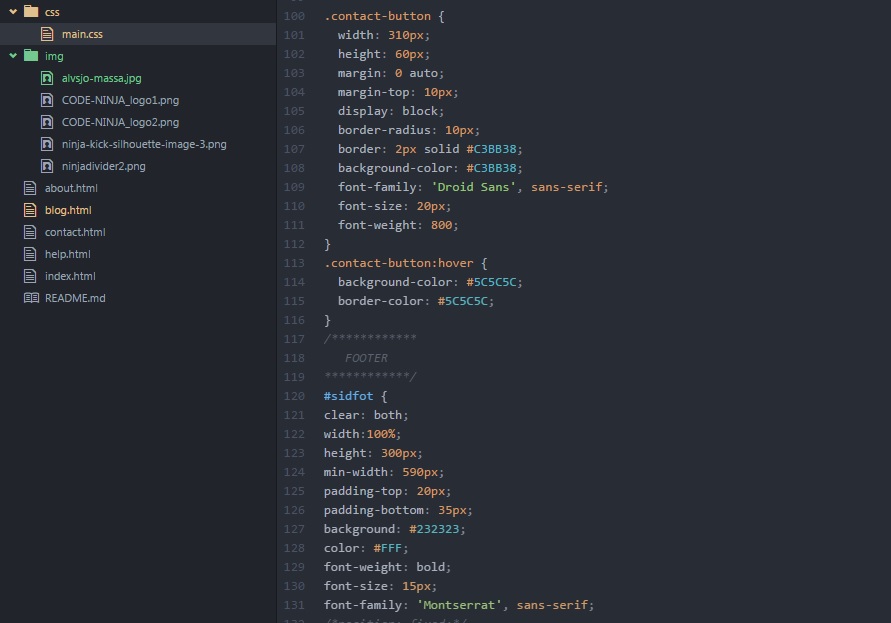 css
main.css
img
alvsjo-massa.jpg
CODE-NINJA_logo1.png
CODE-NINJA_logo2.png
ninja-kick-silhouette-image-3.png
ninjadivider2.png
about.html
blog.html
contact.html
help.html
index.html
README.md
100 .contact-button {
101 width: 310px;
102 height: 60px;
103 margin: 0 auto;
104 margin-top: 10px;
105 display: block;
106 border-radius: 10px;
107 border: 2px solid #C3BB38;
108 background-color: #C3BB38;
109 font-family: 'Droid Sans', sans-serif;
110 font-size: 20px;
111 font-weight: 800;
112 }
113 .contact-button:hover {
114 background-color: #5C5C5C;
115 border-color: #5C5C5C;
116 }
117 /************
118 FOOTER
119 ************/
120 #sidfot {
121 clear: both;
122 width:100%;
123 height: 300px;
124 min-width: 590px;
125 padding-top: 20px;
126 padding-bottom: 35px;
127 background: #232323;
128 color: #FFF;
129 font-weight: bold;
130 font-size: 15px;
131 font-family: 'Montserrat', sans-serif;